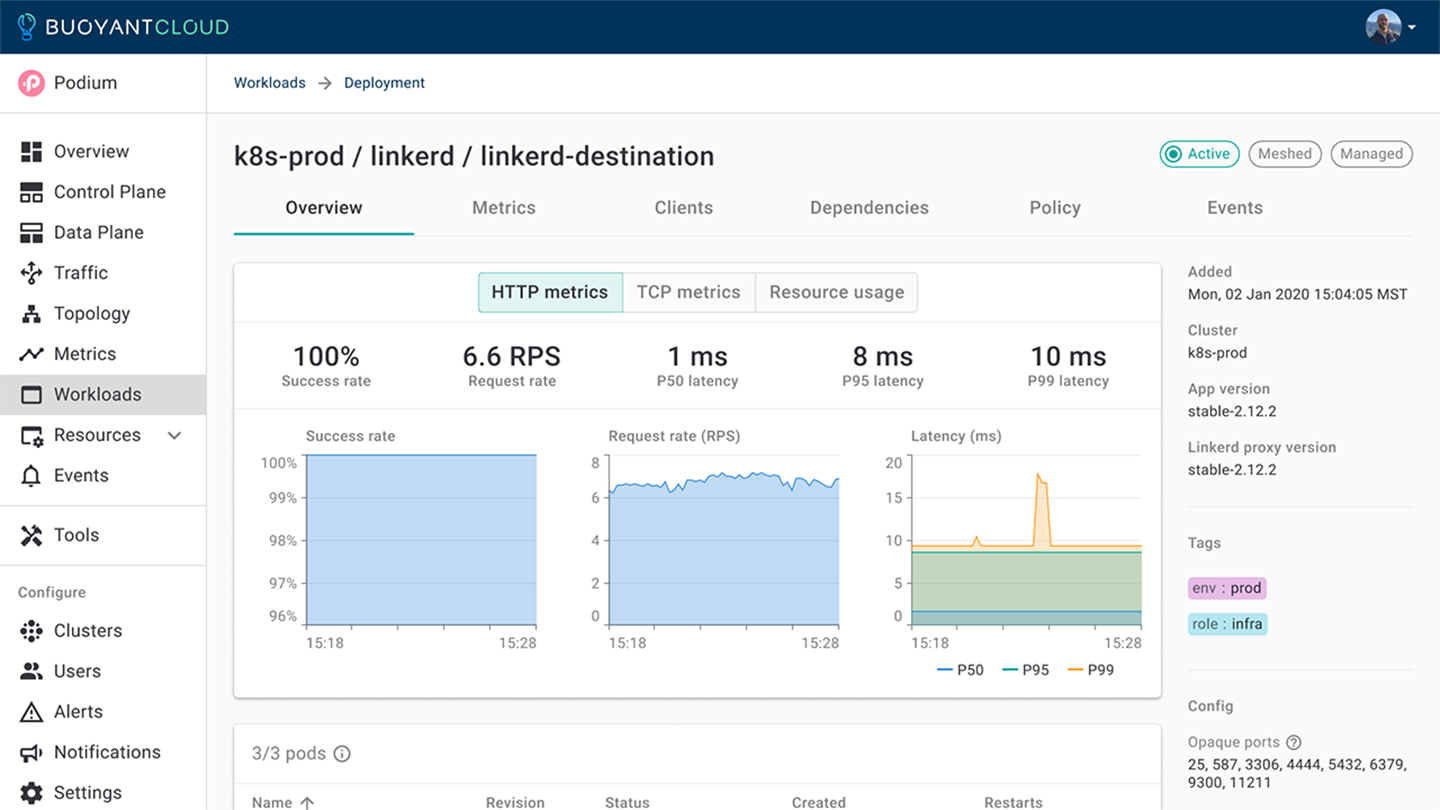 BUOYANTCLOUD
Podium
Workloads → Deployment
Overview
Control Plane
Data Plane
Traffic
Topology
Metrics
Workloads
Resources
Events
Tools
Configure
Clusters
Users
Alerts
Notifications
Settings
k8s-prod / linkerd / linkerd-destination
Active Meshed Managed
Overview Metrics Clients Dependencies Policy Events
HTTP metrics TCP metrics Resource usage
100% 6.6 RPS 1 ms 8 ms 10 ms
Success rate Request rate P50 latency P95 latency P99 latency
Success rate
100%
99%
98%
97%
96%
15:18 15:28
Request rate (RPS)
8
6
4
2
0
15:18 15:28
Latency (ms)
20
15
10
5
0
15:18 15:28
P50 P95 P99
3/3 pods
Name ↑ Revision Status Created Restarts
Added
Mon, 02 Jan 2020 15:04:05 MST
Cluster
k8s-prod
App version
stable-2.12.2
Linkerd proxy version
stable-2.12.2
Tags
env : prod
role : infra
Config
Opaque ports
25, 587, 3306, 4444, 5432, 6379,
9300, 11211